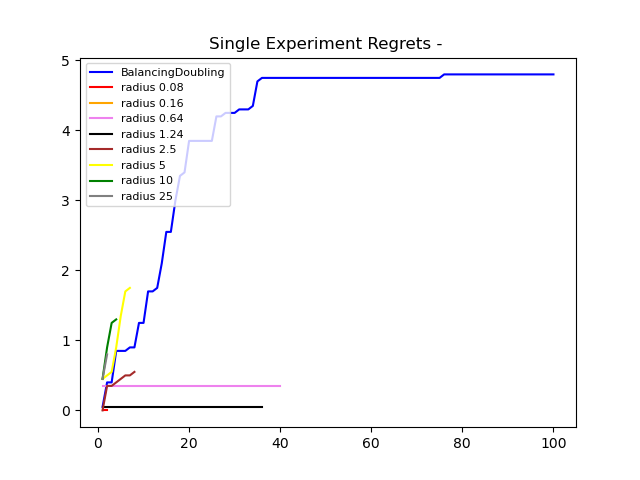 Single Experiment Regrets -
BalancingDoubling
radius 0.08
radius 0.16
radius 0.64
radius 1.24
radius 2.5
radius 5
radius 10
radius 25
5
4
3
2
1
0
0 20 40 60 80 100